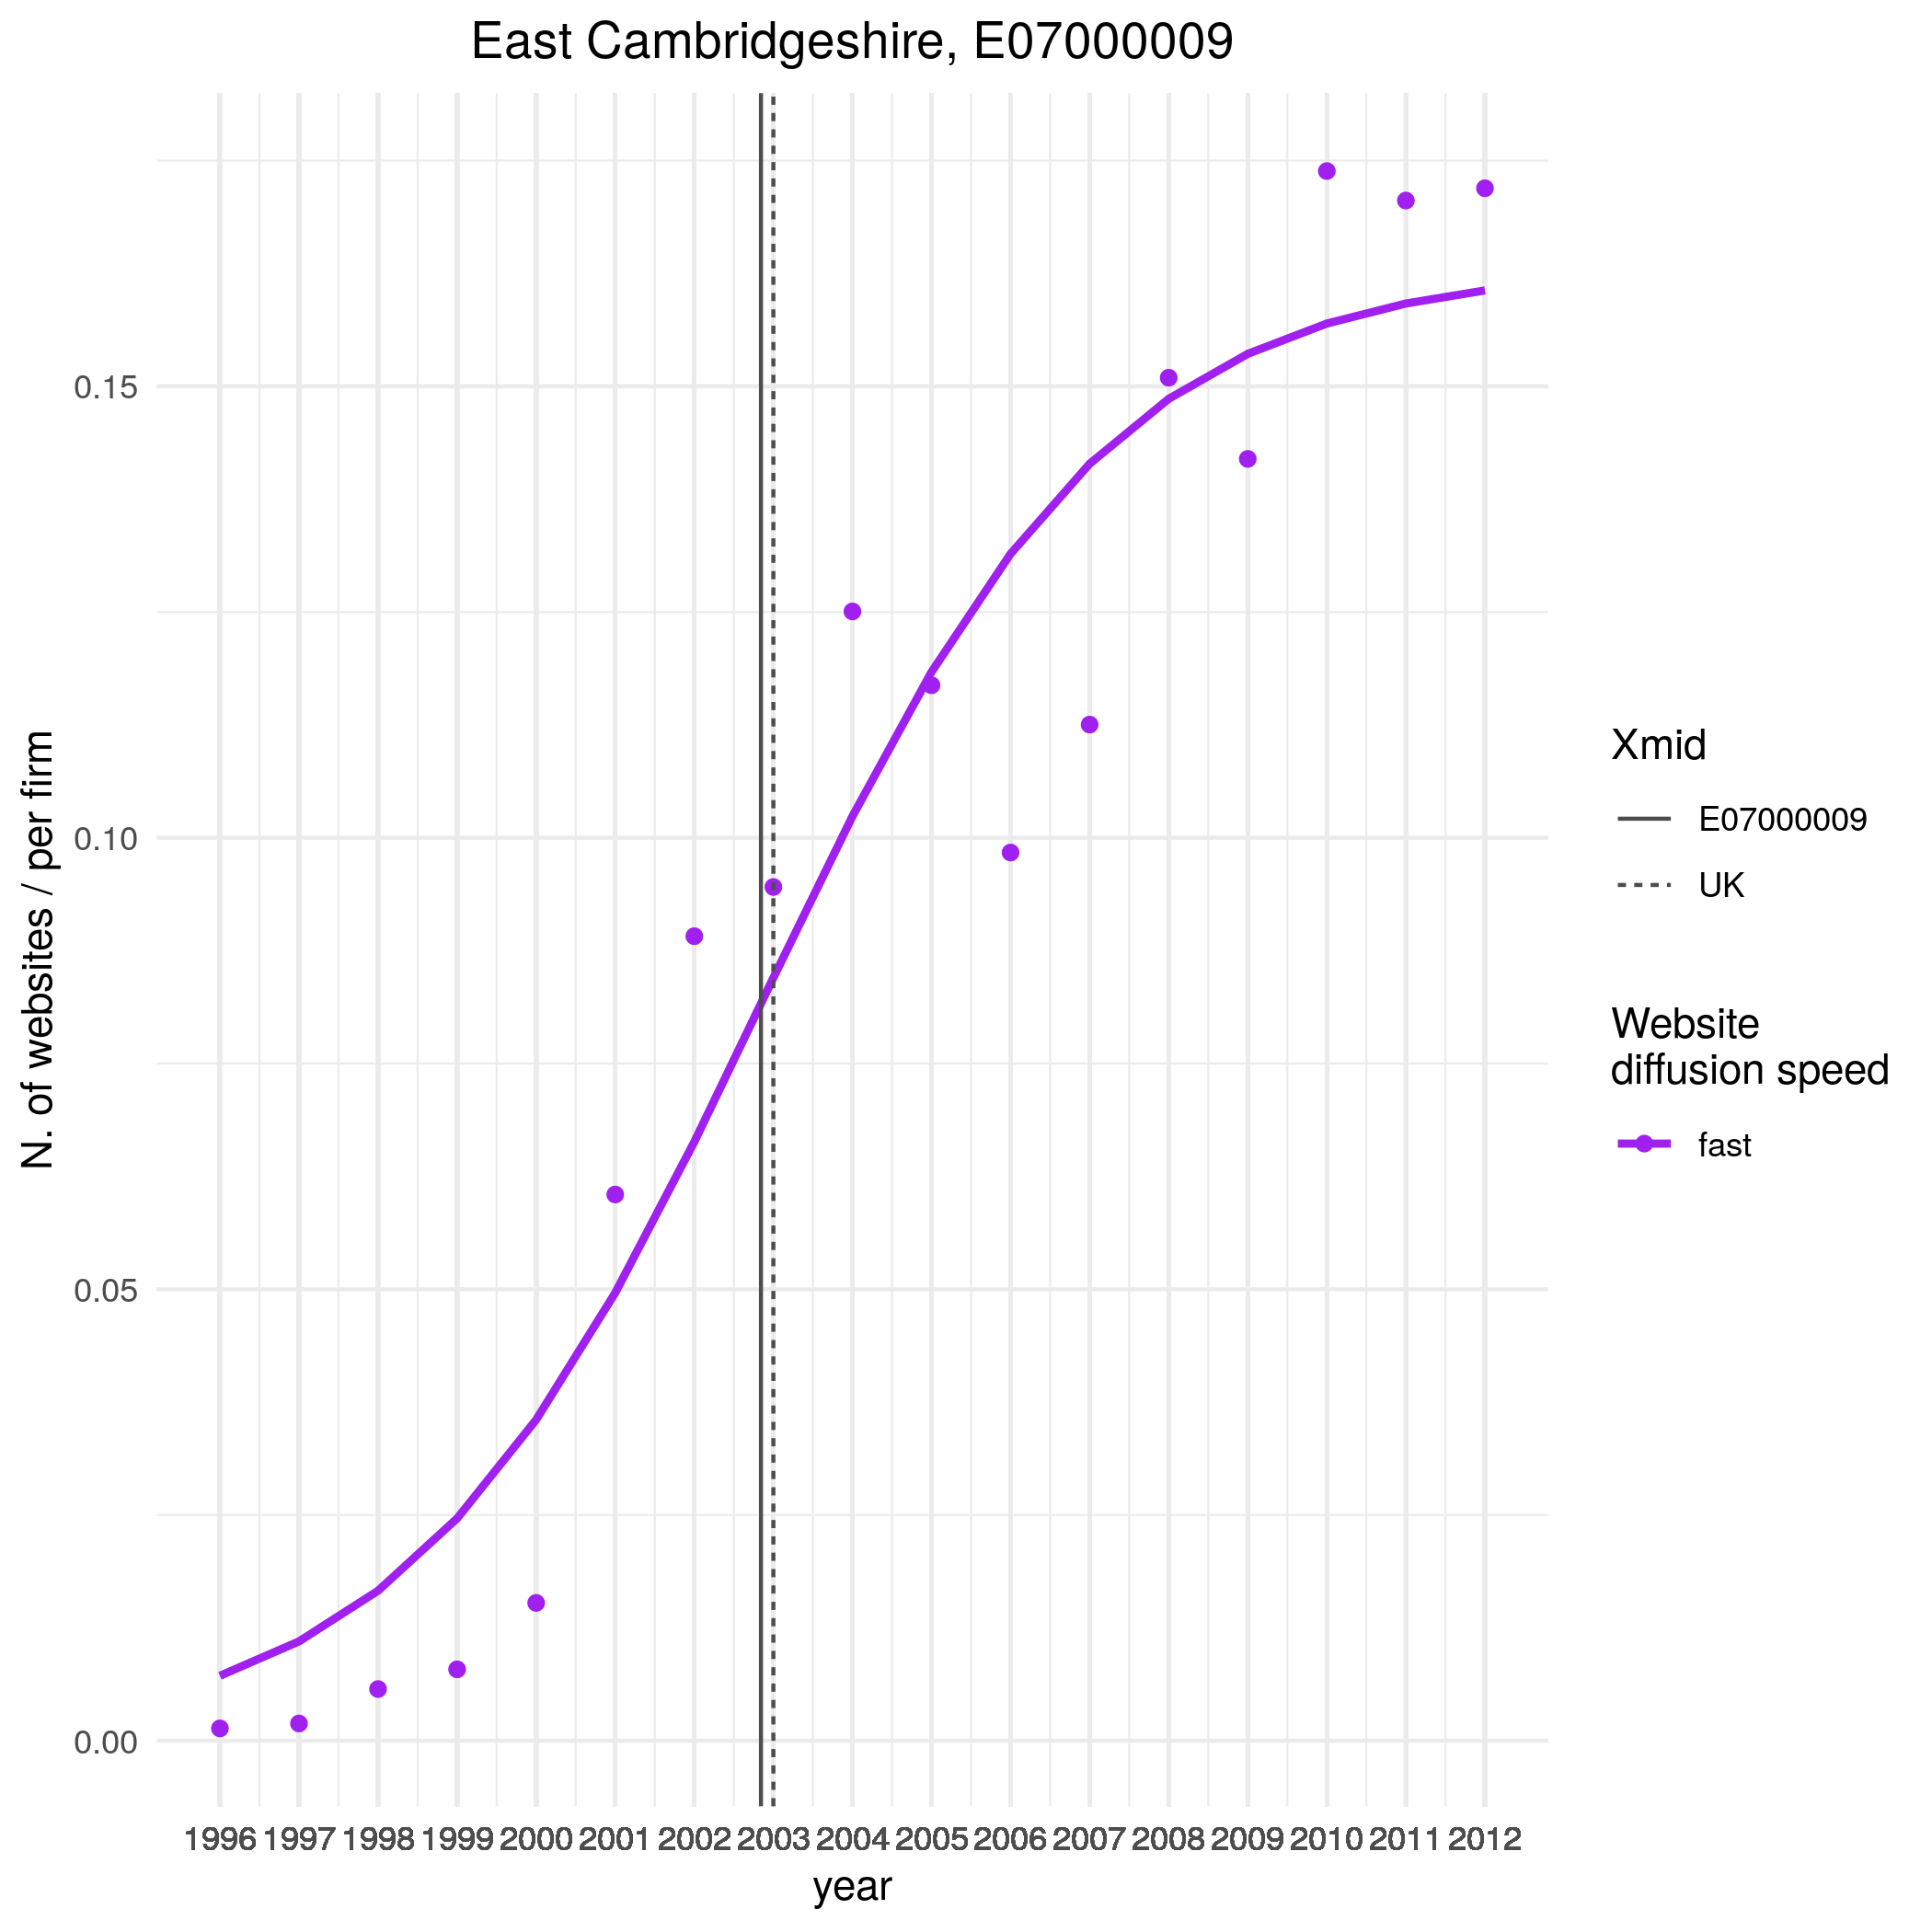 East Cambridgeshire, E07000009
N. of websites / per firm
0.15
0.10
0.05
0.00
1996 1997 1998 1999 2000 2001 2002 2003 2004 2005 2006 2007 2008 2009 2010 2011 2012
year
Xmid
E07000009
UK
Website
diffusion speed
fast